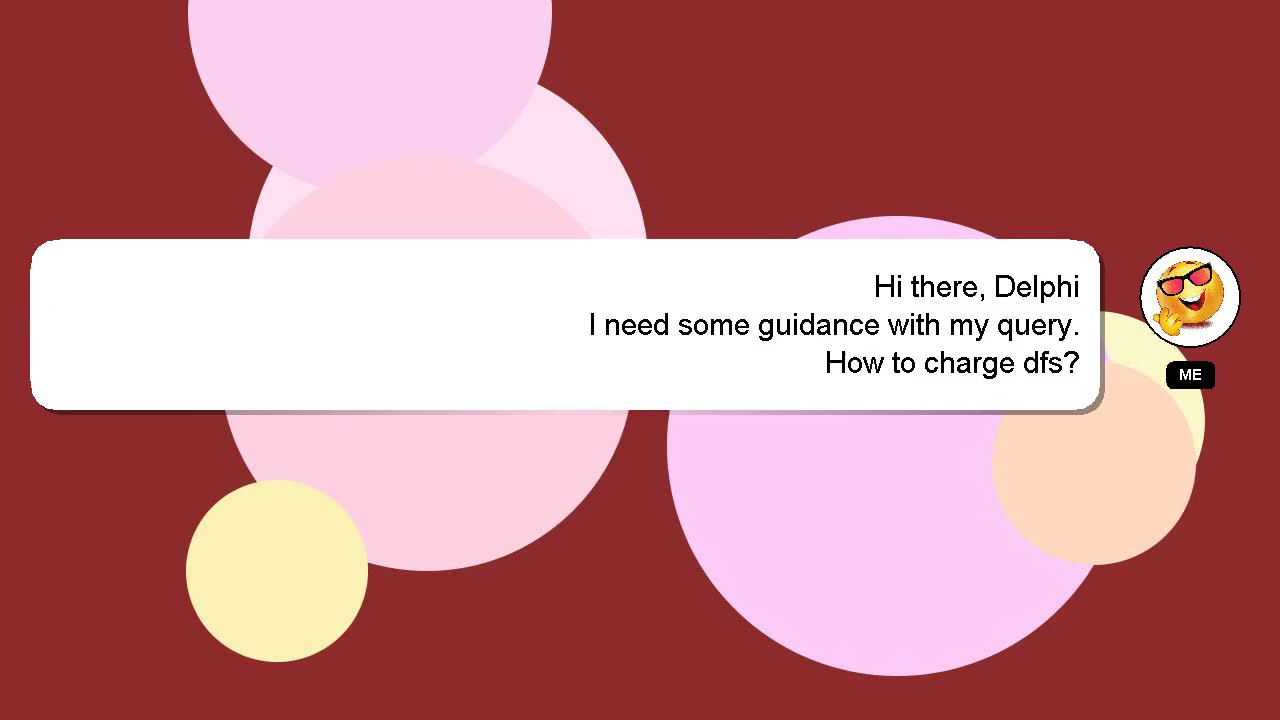 Hi there, Delphi
I need some guidance with my query.
How to charge dfs?
ME